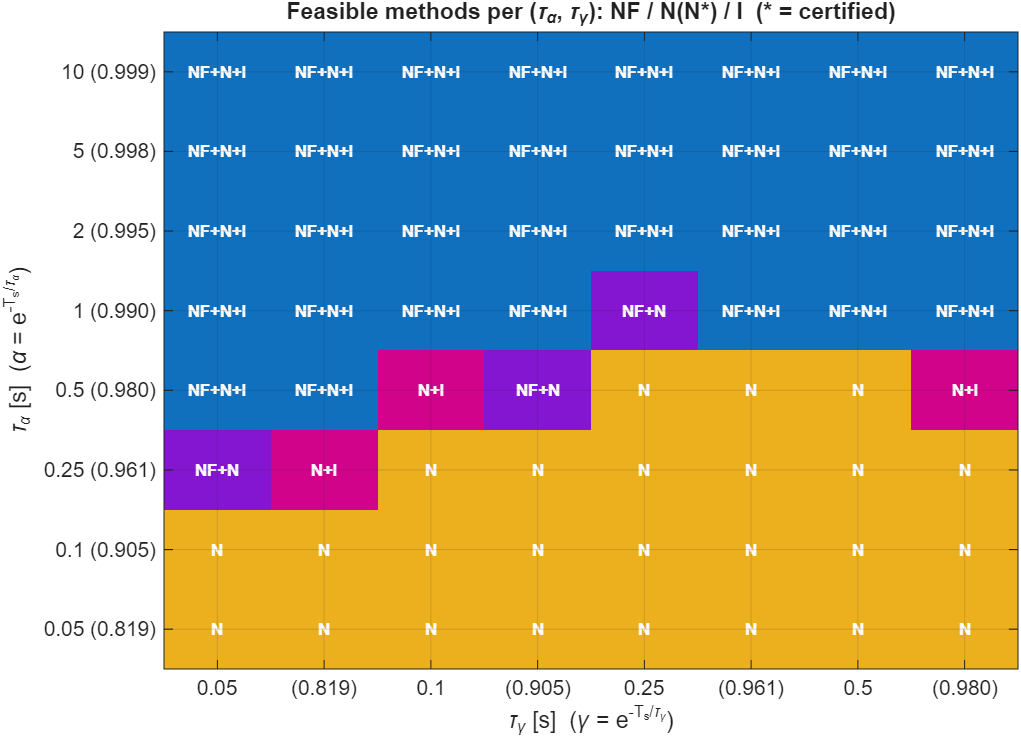 Feasible methods per (τα, τγ): NF / N(N*) / I (* = certified)
10 (0.999) NF+N+I NF+N+I NF+N+I NF+N+I NF+N+I NF+N+I NF+N+I NF+N+I
5 (0.998) NF+N+I NF+N+I NF+N+I NF+N+I NF+N+I NF+N+I NF+N+I NF+N+I
2 (0.995) NF+N+I NF+N+I NF+N+I NF+N+I NF+N+I NF+N+I NF+N+I NF+N+I
1 (0.990) NF+N+I NF+N+I NF+N+I NF+N+I NF+N NF+N+I NF+N+I NF+N+I
0.5 (0.980) NF+N+I NF+N+I N+I NF+N N N N N+I
0.25 (0.961) NF+N N+I N N N N N N
0.1 (0.905) N N N N N N N N
0.05 (0.819) N N N N N N N N
0.05 (0.819) 0.1 (0.905) 0.25 (0.961) 0.5 (0.980)
τγ [s] (γ = e^-Ts/τγ)
τα [s] (α = e^-Ts/τα)